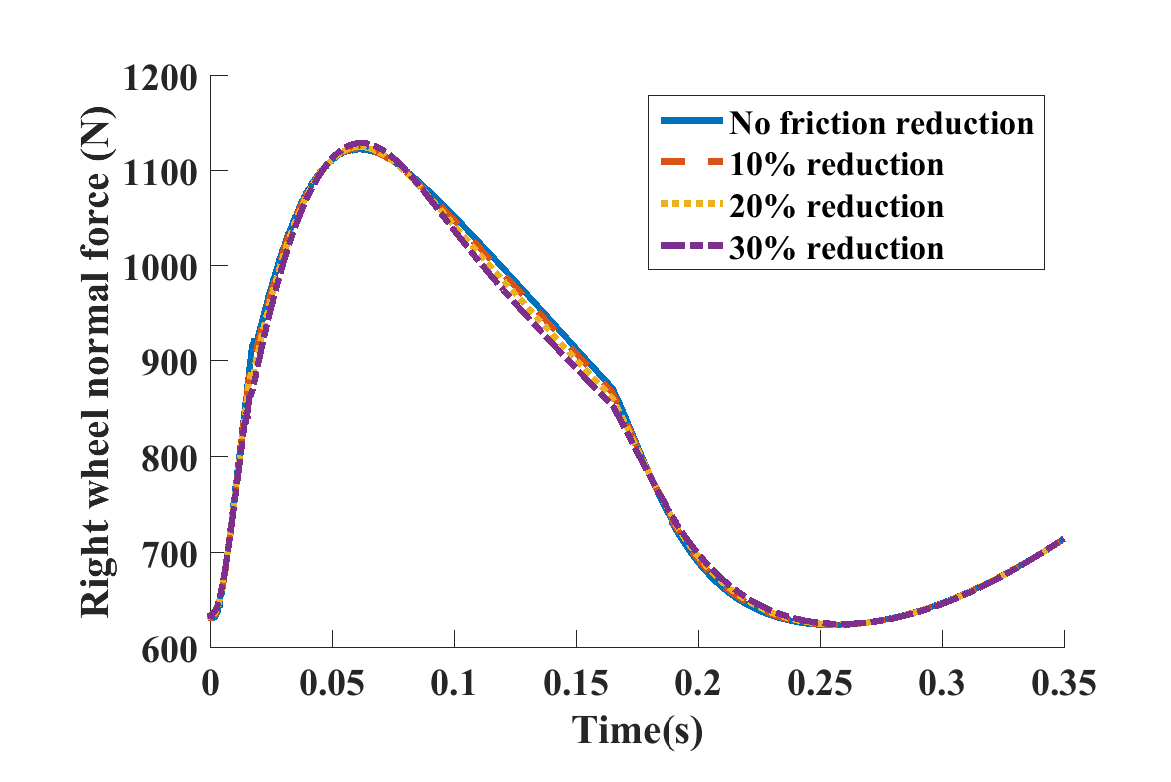 1200
1100
1000
900
800
700
600
Right wheel normal force (N)
No friction reduction
10% reduction
20% reduction
30% reduction
0 0.05 0.1 0.15 0.2 0.25 0.3 0.35
Time(s)